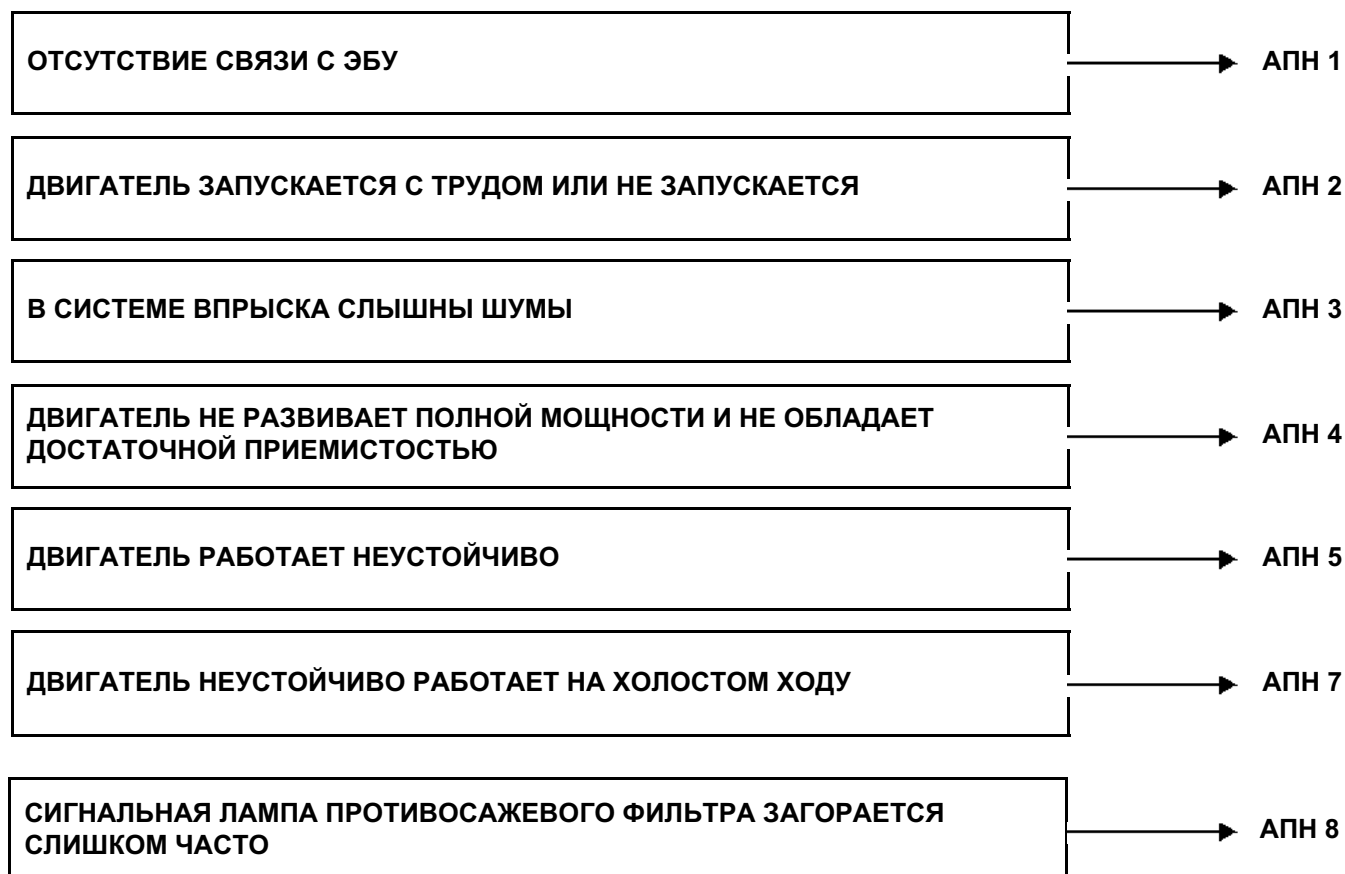 ОТСУТСТВИЕ СВЯЗИ С ЭБУ АПН 1
ДВИГАТЕЛЬ ЗАПУСКАЕТСЯ С ТРУДОМ ИЛИ НЕ ЗАПУСКАЕТСЯ АПН 2
В СИСТЕМЕ ВПРЫСКА СЛЫШНЫ ШУМЫ АПН 3
ДВИГАТЕЛЬ НЕ РАЗВИВАЕТ ПОЛНОЙ МОЩНОСТИ И НЕ ОБЛАДАЕТ
ДОСТАТОЧНОЙ ПРИЕМИСТОСТЬЮ АПН 4
ДВИГАТЕЛЬ РАБОТАЕТ НЕУСТОЙЧИВО АПН 5
ДВИГАТЕЛЬ НЕУСТОЙЧИВО РАБОТАЕТ НА ХОЛОСТОМ ХОДУ АПН 7
СИГНАЛЬНАЯ ЛАМПА ПРОТИВОСАЖЕВОГО ФИЛЬТРА ЗАГОРАЕТСЯ
СЛИШКОМ ЧАСТО АПН 8